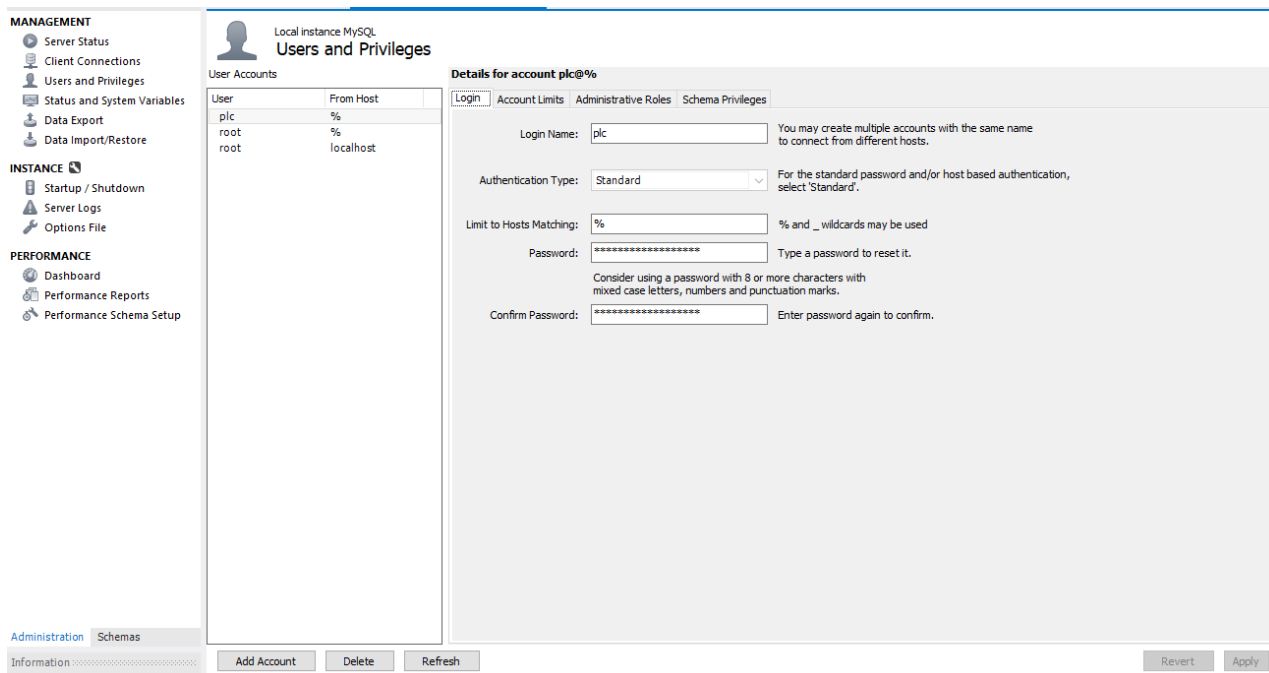 MANAGEMENT
Server Status
Client Connections
Users and Privileges
Status and System Variables
Data Export
Data Import/Restore
INSTANCE
Startup / Shutdown
Server Logs
Options File
PERFORMANCE
Dashboard
Performance Reports
Performance Schema Setup
Administration Schemas
Information
Local instance MySQL
Users and Privileges
User Accounts
User From Host
plc %
root %
root localhost
Add Account Delete Refresh
Details for account plc@%
Login Account Limits Administrative Roles Schema Privileges
Login Name: plc You may create multiple accounts with the same name
to connect from different hosts.
Authentication Type: Standard For the standard password and/or host based authentication,
select 'Standard'.
Limit to Hosts Matching: % % and _ wildcards may be used
Password: ****************** Type a password to reset it.
Consider using a password with 8 or more characters with
mixed case letters, numbers and punctuation marks.
Confirm Password: ****************** Enter password again to confirm.
Revert Apply